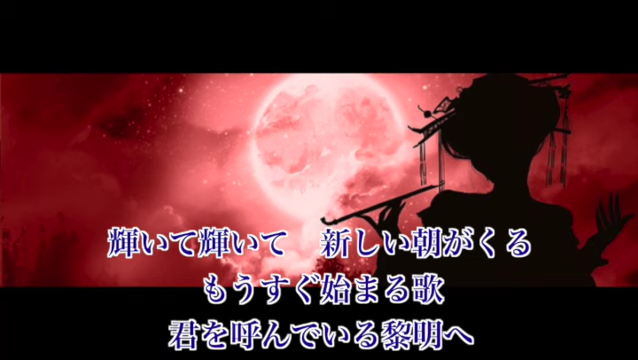 輝いて輝いて　新しい朝がくる
もうすぐ始まる歌
君を呼んでいる黎明へ